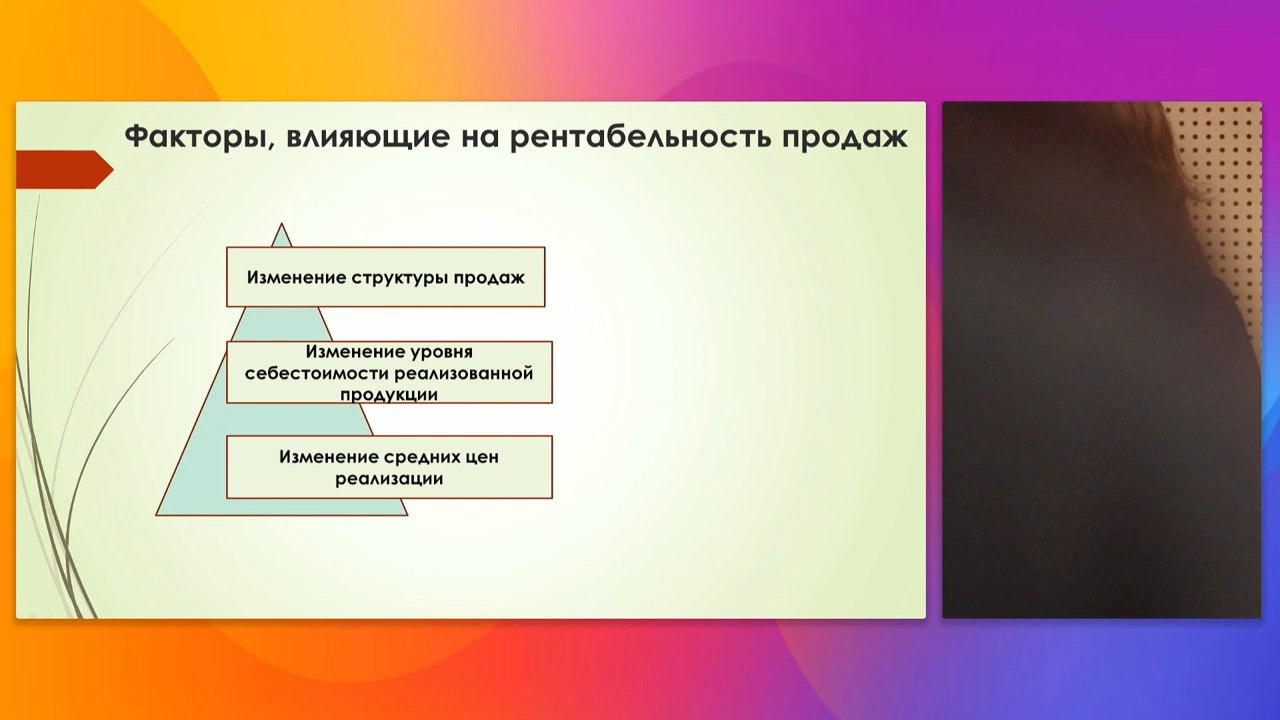 Факторы, влияющие на рентабельность продаж
Изменение структуры продаж
Изменение уровня
себестоимости реализованной
продукции
Изменение средних цен
реализации